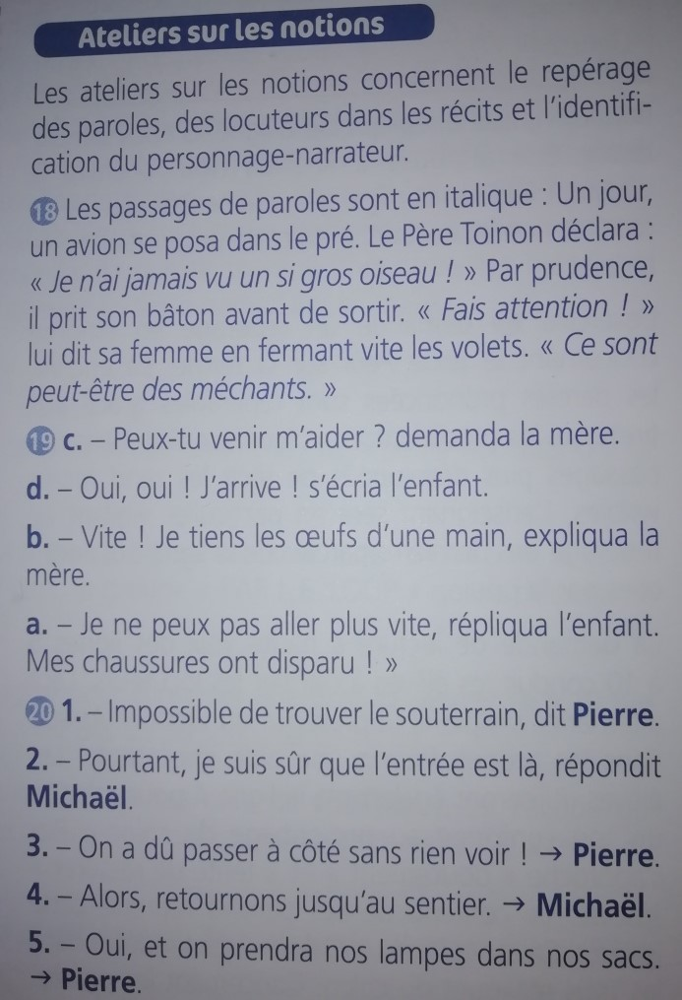 Ateliers sur les notions
Les ateliers sur les notions concernent le repérage
des paroles, des locuteurs dans les récits et l'identifi-
cation du personnage-narrateur.
18 Les passages de paroles sont en italique : Un jour,
un avion se posa dans le pré. Le Père Toinon déclara :
« Je n'ai jamais vu un si gros oiseau ! » Par prudence,
il prit son bâton avant de sortir. « Fais attention ! »
lui dit sa femme en fermant vite les volets. « Ce sont
peut-être des méchants. »
19 c. – Peux-tu venir m'aider ? demanda la mère.
d. – Oui, oui ! J'arrive ! s'écria l'enfant.
b. – Vite ! Je tiens les œufs d'une main, expliqua la
mère.
a. – Je ne peux pas aller plus vite, répliqua l'enfant.
Mes chaussures ont disparu ! »
20 1. – Impossible de trouver le souterrain, dit Pierre.
2. – Pourtant, je suis sûr que l'entrée est là, répondit
Michaël.
3. – On a dû passer à côté sans rien voir ! → Pierre.
4. – Alors, retournons jusqu'au sentier. → Michaël.
5. – Oui, et on prendra nos lampes dans nos sacs.
→ Pierre.